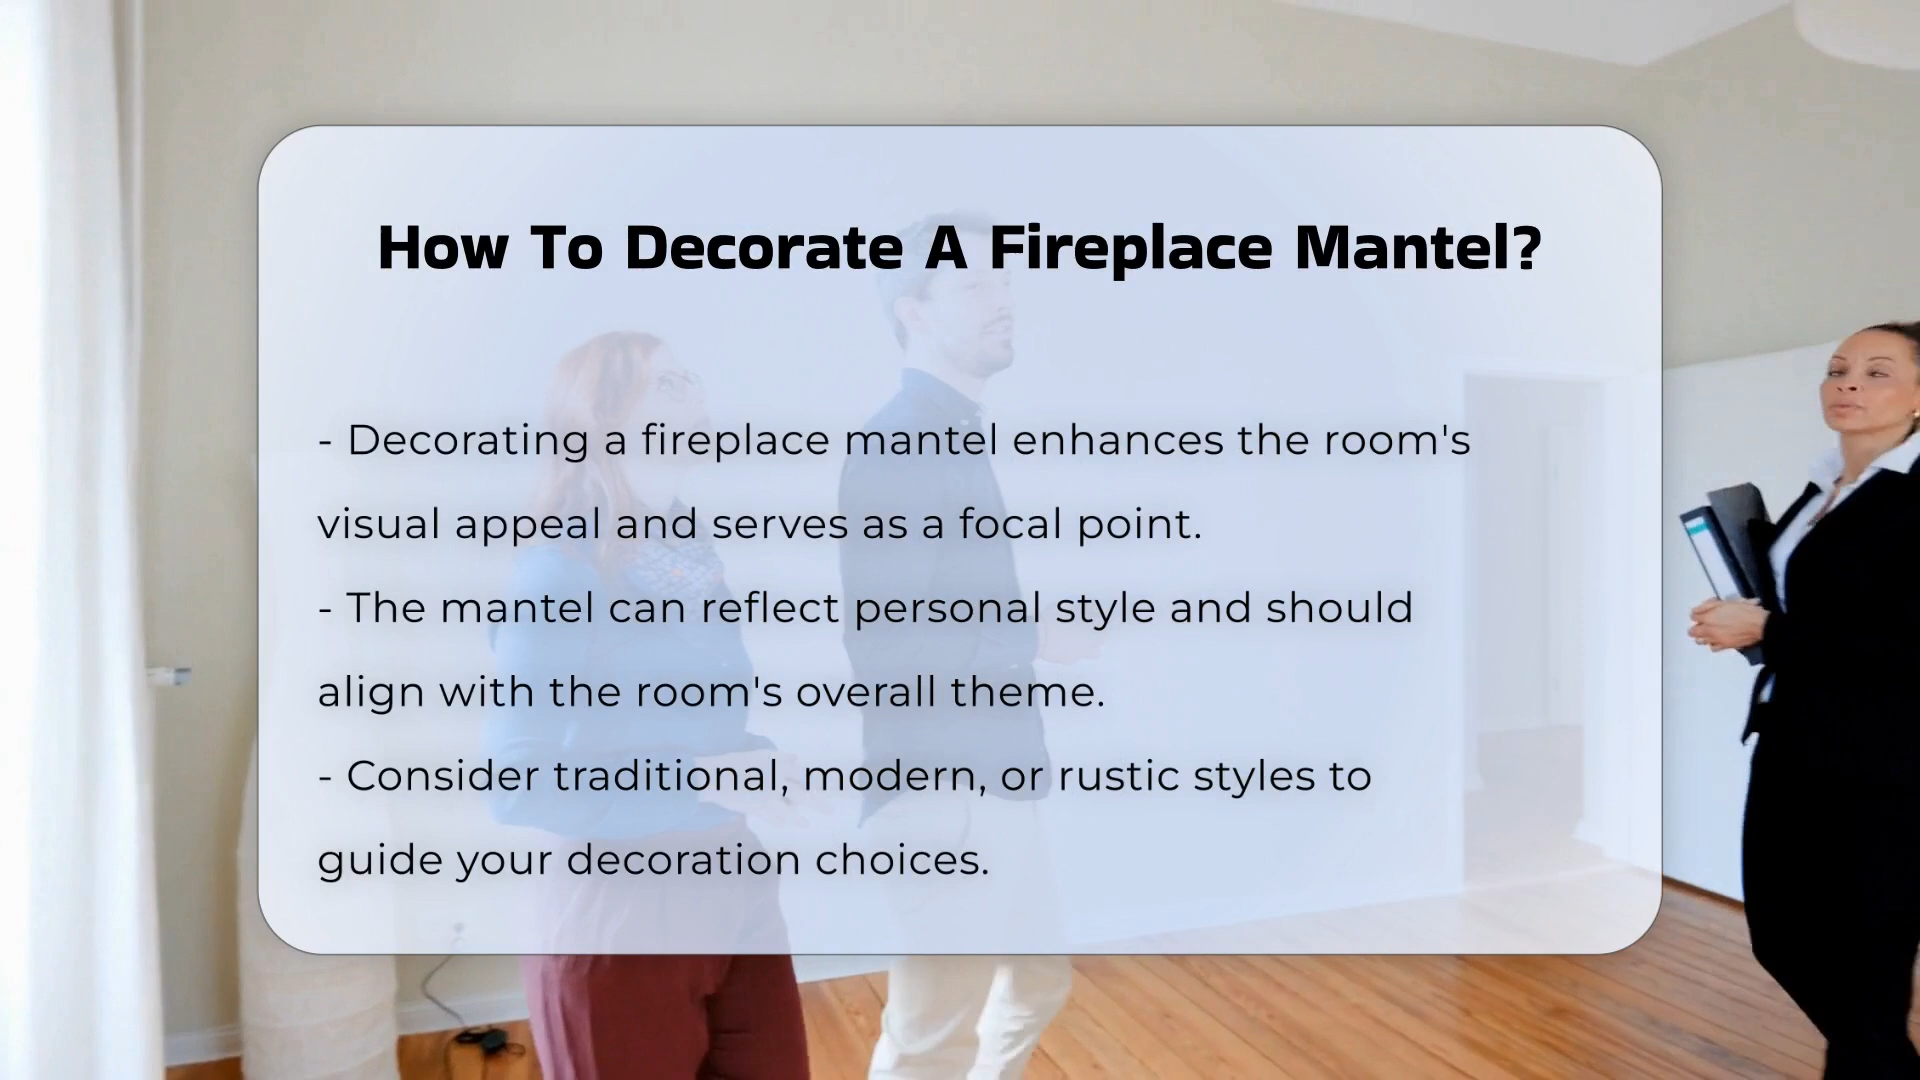 How To Decorate A Fireplace Mantel?
- Decorating a fireplace mantel enhances the room's
visual appeal and serves as a focal point.
- The mantel can reflect personal style and should
align with the room's overall theme.
- Consider traditional, modern, or rustic styles to
guide your decoration choices.